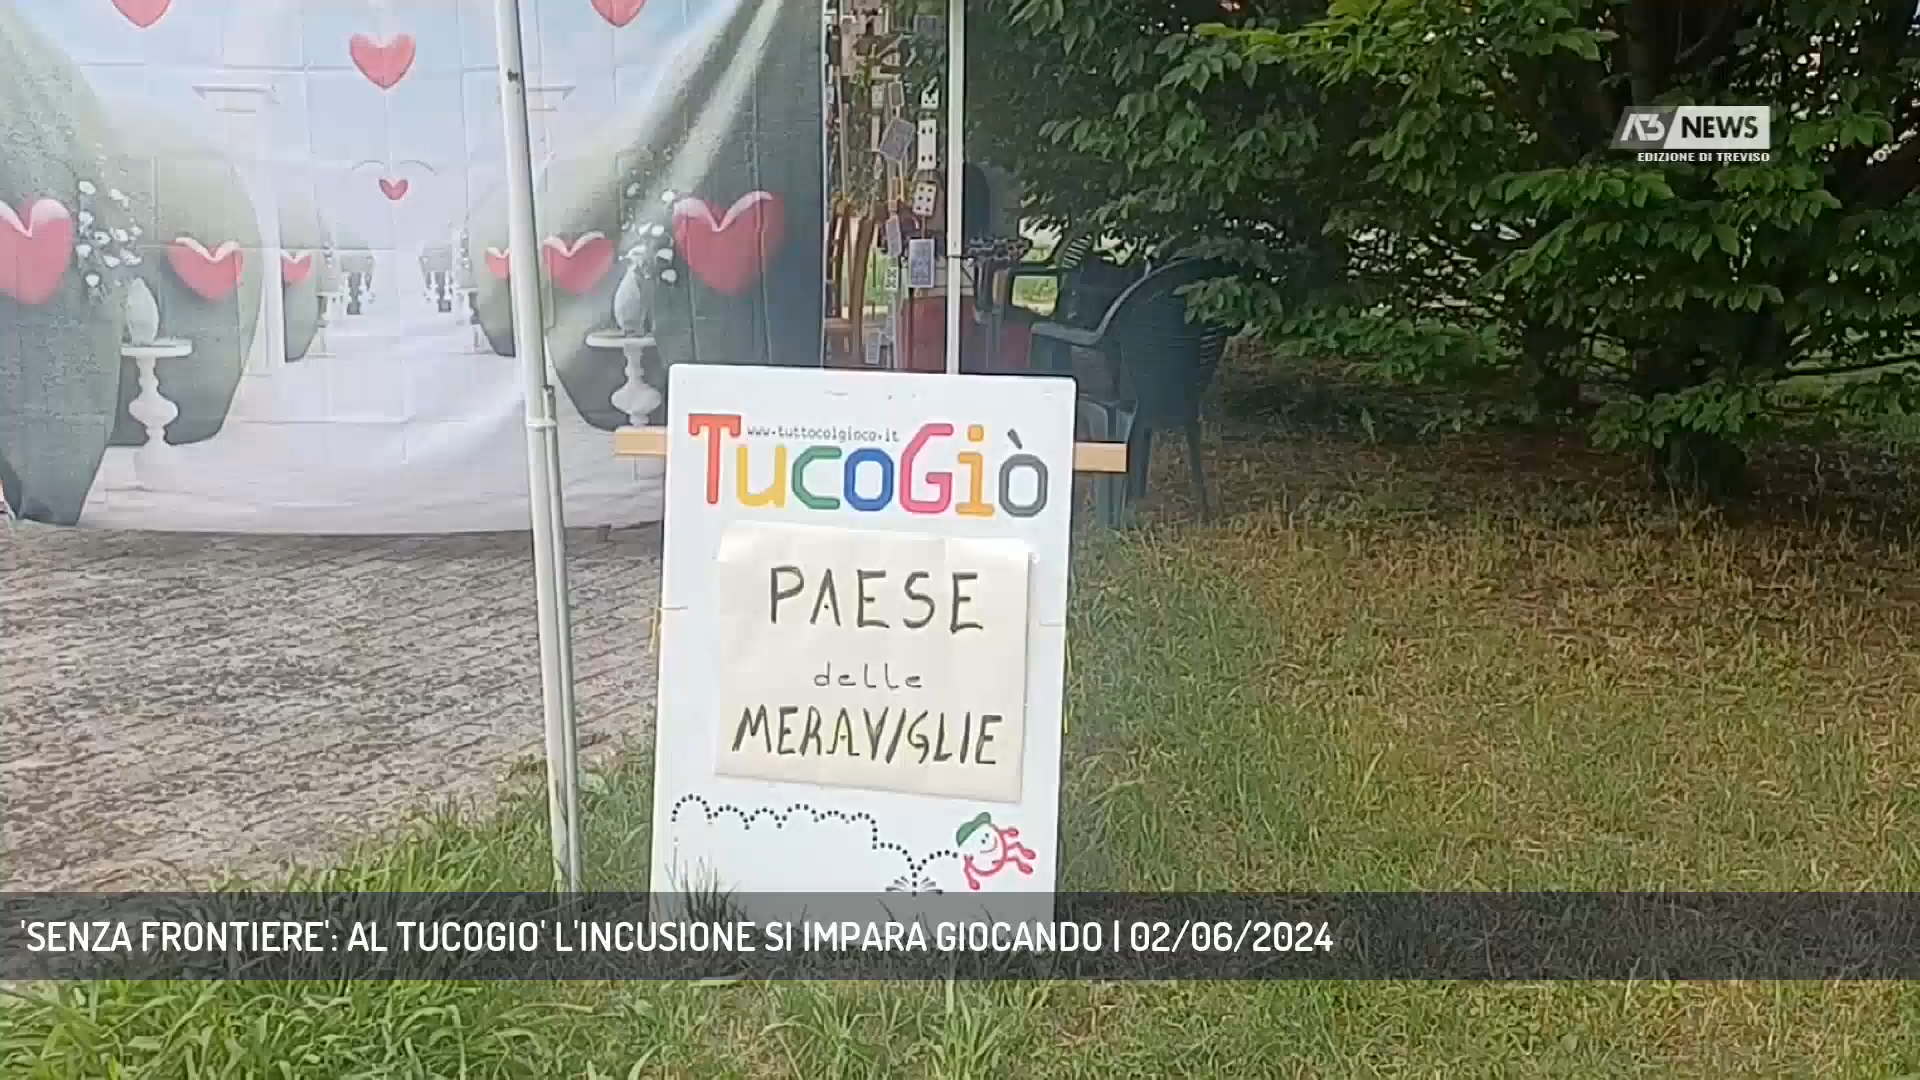 A3 NEWS
EDIZIONE DI TREVISO
www.tuttocolgioco.it
TucoGiò
PAESE
delle
MERAVIGLIE
'SENZA FRONTIERE': AL TUCOGIO' L'INCUSIONE SI IMPARA GIOCANDO | 02/06/2024